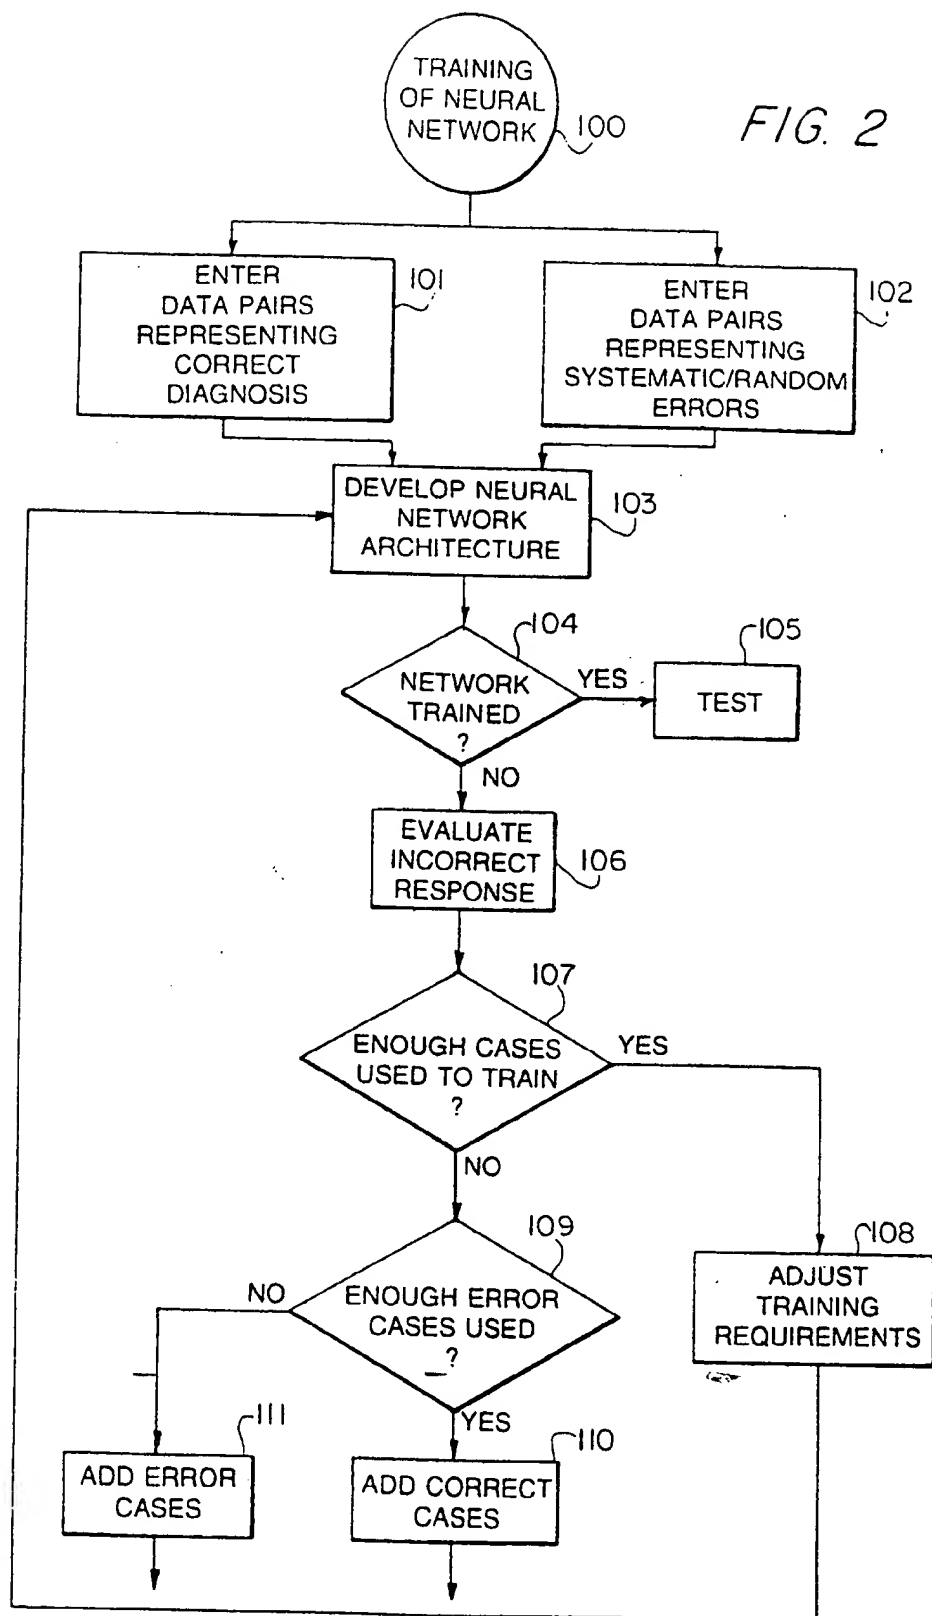 TRAINING
OF NEURAL
NETWORK
100
FIG. 2
ENTER
DATA PAIRS
REPRESENTING
CORRECT
DIAGNOSIS
101
ENTER
DATA PAIRS
REPRESENTING
SYSTEMATIC/RANDOM
ERRORS
102
DEVELOP NEURAL
NETWORK
ARCHITECTURE
103
104
NETWORK
TRAINED
?
YES
105
TEST
NO
EVALUATE
INCORRECT
RESPONSE
106
107
ENOUGH CASES
USED TO TRAIN
?
YES
NO
108
ADJUST
TRAINING
REQUIREMENTS
109
ENOUGH ERROR
CASES USED
?
NO
YES
111
ADD ERROR
CASES
110
ADD CORRECT
CASES